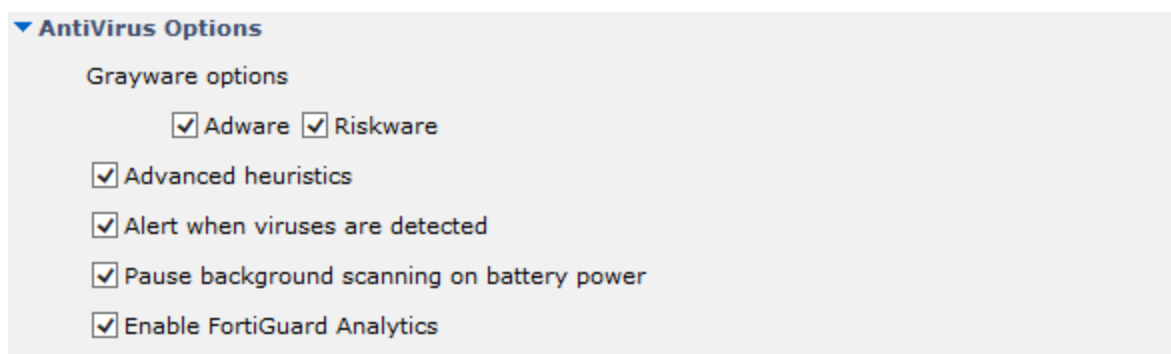 AntiVirus Options
Grayware options
Adware Riskware
Advanced heuristics
Alert when viruses are detected
Pause background scanning on battery power
Enable FortiGuard Analytics